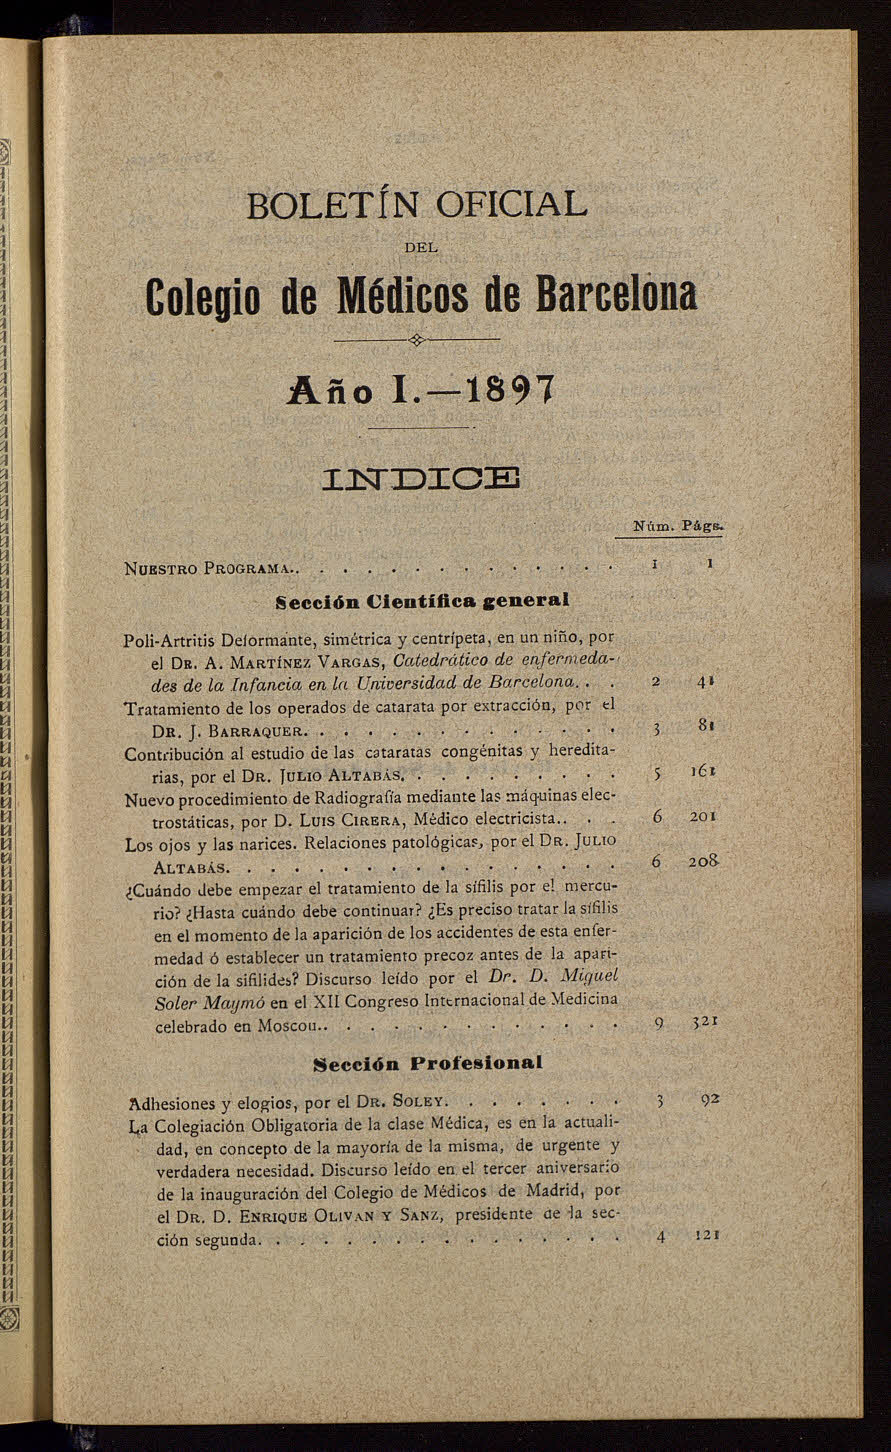 BOLETÍN OFICIAL
DEL
Colegio de Médicos de Barcelona
Año I.—1897
INDICE
Núm. Págs.
NUESTRO PROGRAMA. . . . . . . . . . . . . . . 1 1
Sección Científica general
Poli-Artritis Deformante, simétrica y centrípeta, en un niño, por
el DR. A. MARTÍNEZ VARGAS, Catedrático de enfermeda-
des de la Infancia en la Universidad de Barcelona. . . 2 41
Tratamiento de los operados de catarata por extracción, por el
DR. J. BARRAQUER. . . . . . . . . . . . . . 3 81
Contribución al estudio de las cataratas congénitas y heredita-
rias, por el DR. JULIO ALTABÁS. . . . . . . . . . 5 161
Nuevo procedimiento de Radiografía mediante las máquinas elec-
trostáticas, por D. LUIS CIRERA, Médico electricista.. . . 6 201
Los ojos y las narices. Relaciones patológicas, por el DR. JULIO
ALTABÁS. . . . . . . . . . . . . . . . . . 6 208
¿Cuándo debe empezar el tratamiento de la sífilis por el mercu-
rio? ¿Hasta cuándo debe continuar? ¿Es preciso tratar la sífilis
en el momento de la aparición de los accidentes de esta enfer-
medad ó establecer un tratamiento precoz antes de la apari-
ción de la sifilides? Discurso leído por el Dr. D. Miguel
Soler Maymó en el XII Congreso Internacional de Medicina
celebrado en Moscou.. . . . . . . . . . . . . . 9 321
Sección Profesional
Adhesiones y elogios, por el DR. SOLEY. . . . . . . . 3 92
La Colegiación Obligatoria de la clase Médica, es en la actuali-
dad, en concepto de la mayoría de la misma, de urgente y
verdadera necesidad. Discurso leído en el tercer aniversario
de la inauguración del Colegio de Médicos de Madrid, por
el DR. D. ENRIQUE OLIVAN Y SANZ, presidente de la sec-
ción segunda. . . . . . . . . . . . . . . . . 4 121